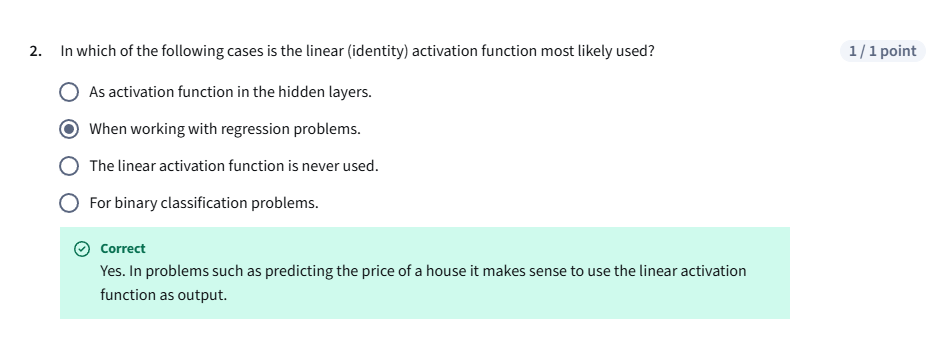 2. In which of the following cases is the linear (identity) activation function most likely used? 1 / 1 point
As activation function in the hidden layers.
When working with regression problems.
The linear activation function is never used.
For binary classification problems.
Correct
Yes. In problems such as predicting the price of a house it makes sense to use the linear activation
function as output.